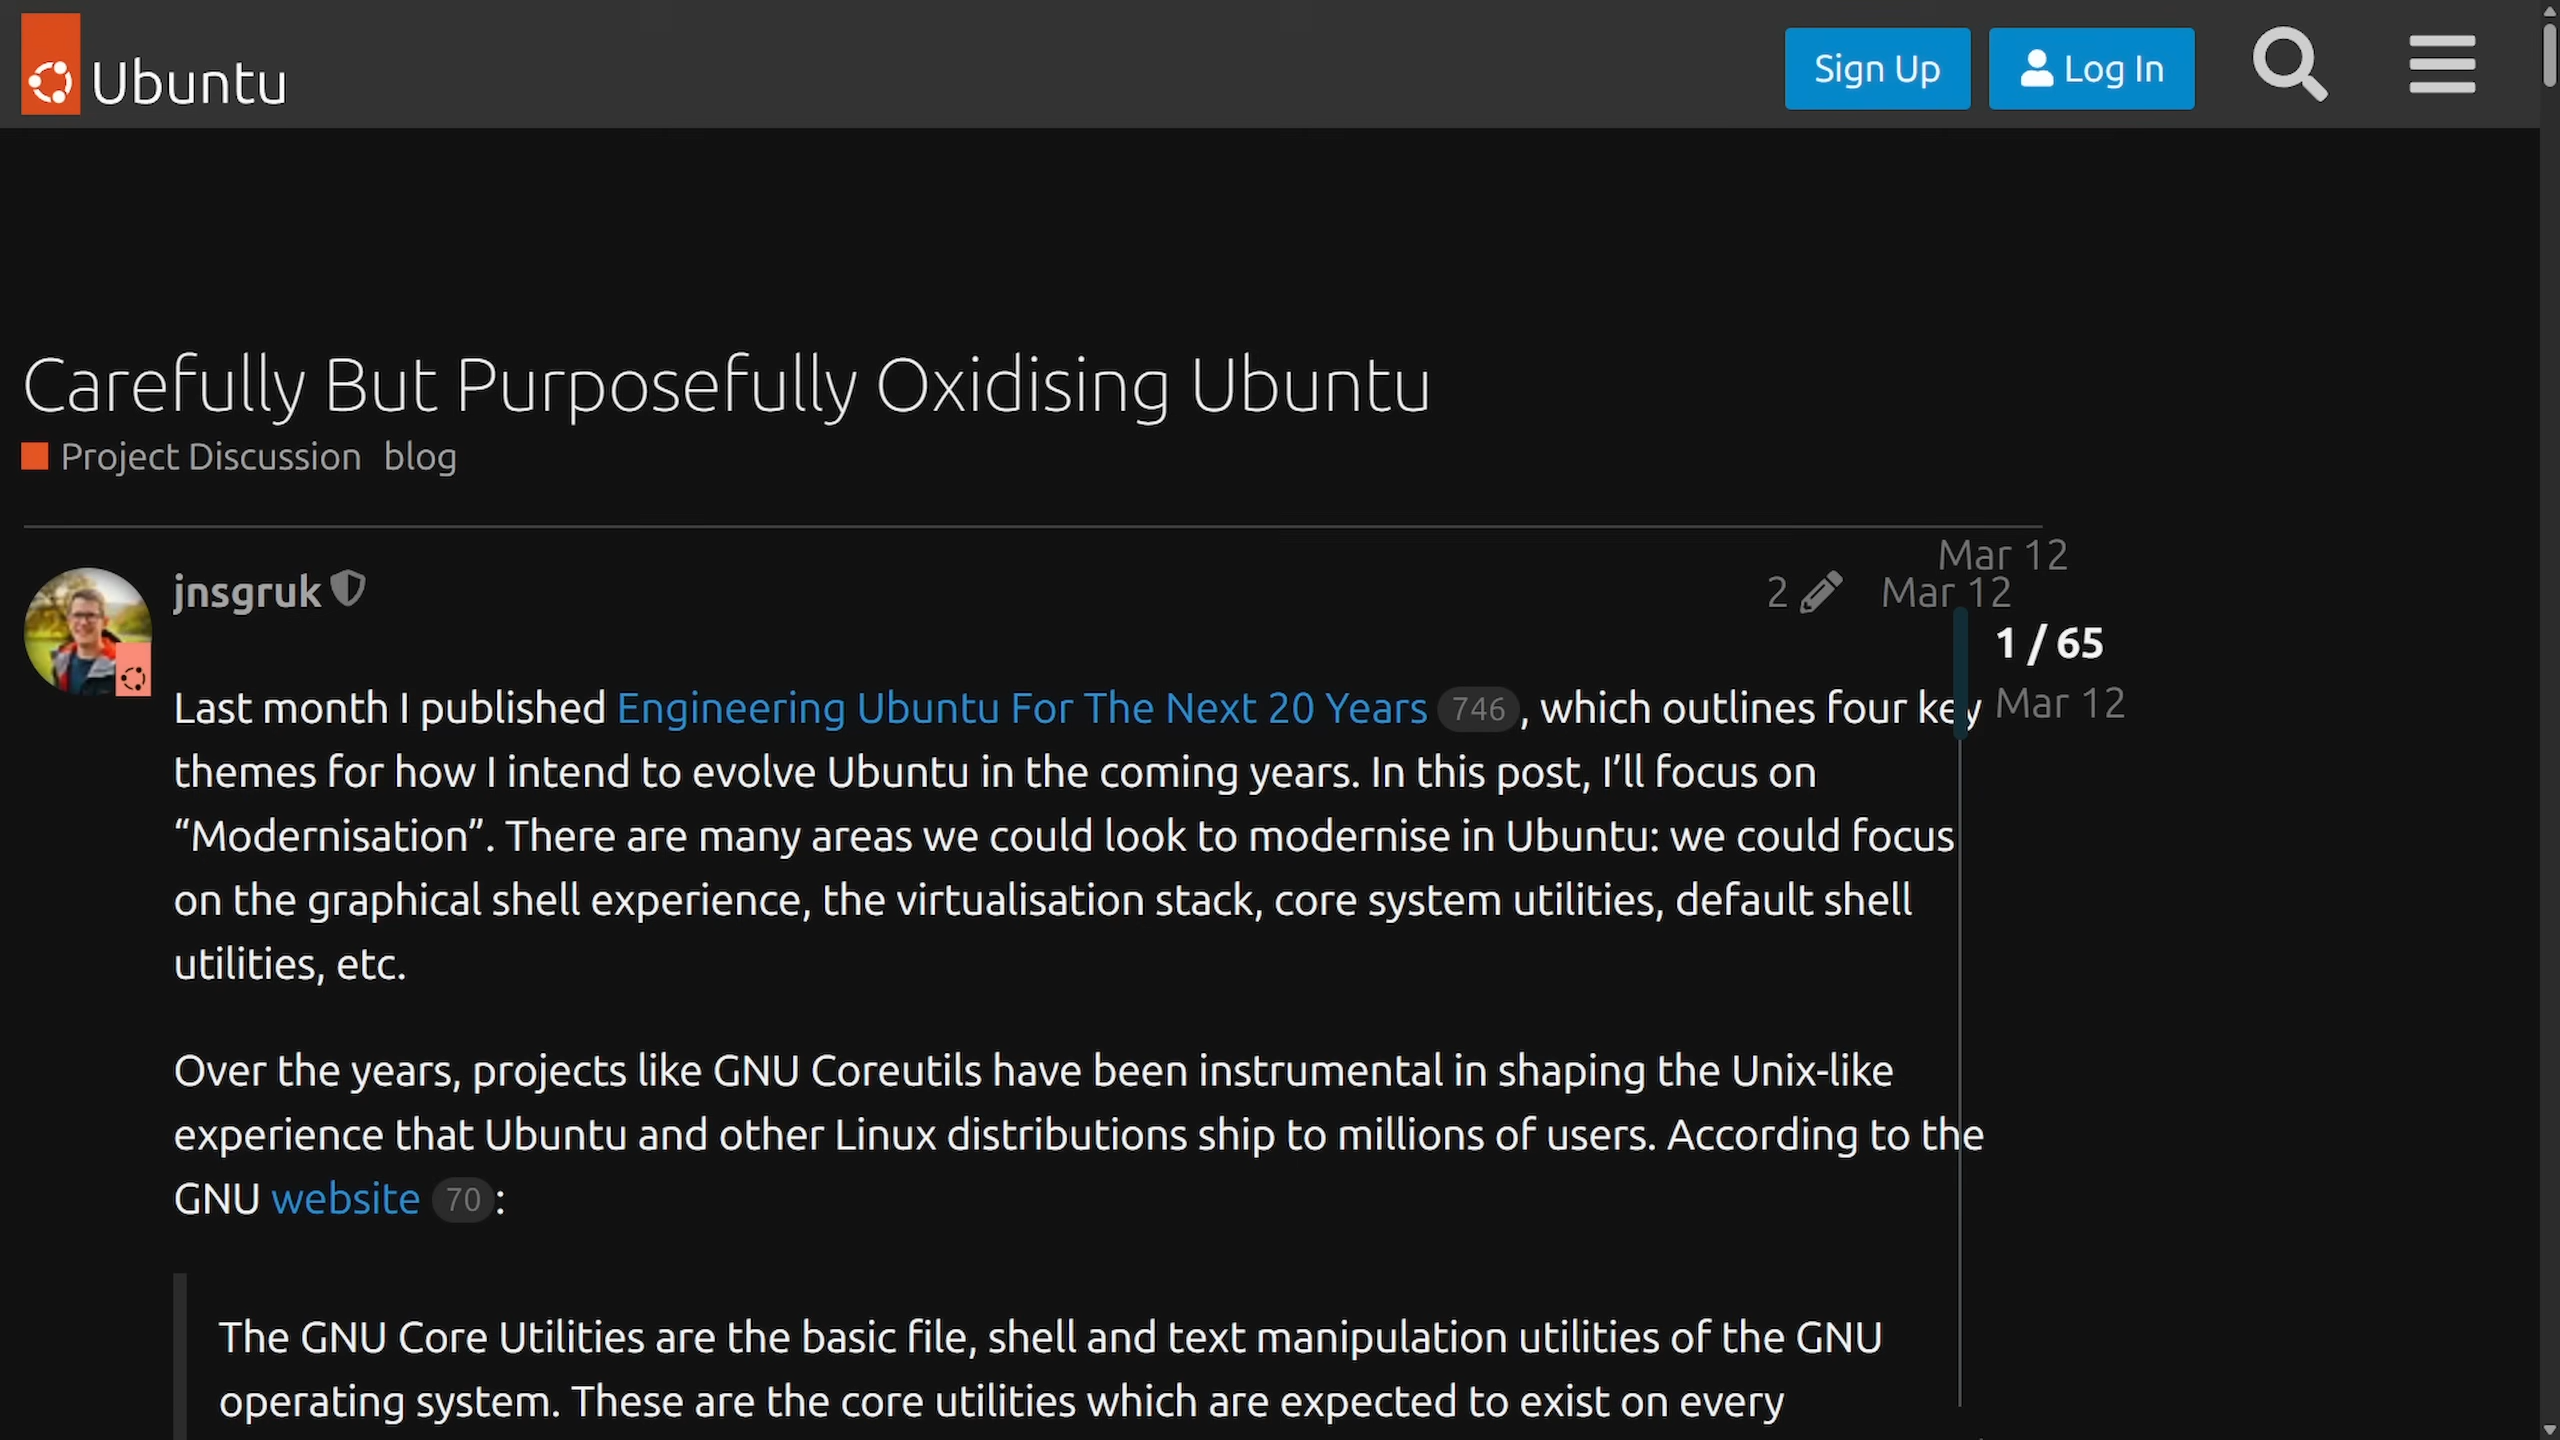 Ubuntu
Sign Up
Log In
Carefully But Purposefully Oxidising Ubuntu
Project Discussion blog
Mar 12
jnsgruk
2 Mar 12
1 / 65
Mar 12
Last month I published Engineering Ubuntu For The Next 20 Years 746, which outlines four key
themes for how I intend to evolve Ubuntu in the coming years. In this post, I’ll focus on
“Modernisation”. There are many areas we could look to modernise in Ubuntu: we could focus
on the graphical shell experience, the virtualisation stack, core system utilities, default shell
utilities, etc.
Over the years, projects like GNU Coreutils have been instrumental in shaping the Unix-like
experience that Ubuntu and other Linux distributions ship to millions of users. According to the
GNU website 70:
The GNU Core Utilities are the basic file, shell and text manipulation utilities of the GNU
operating system. These are the core utilities which are expected to exist on every